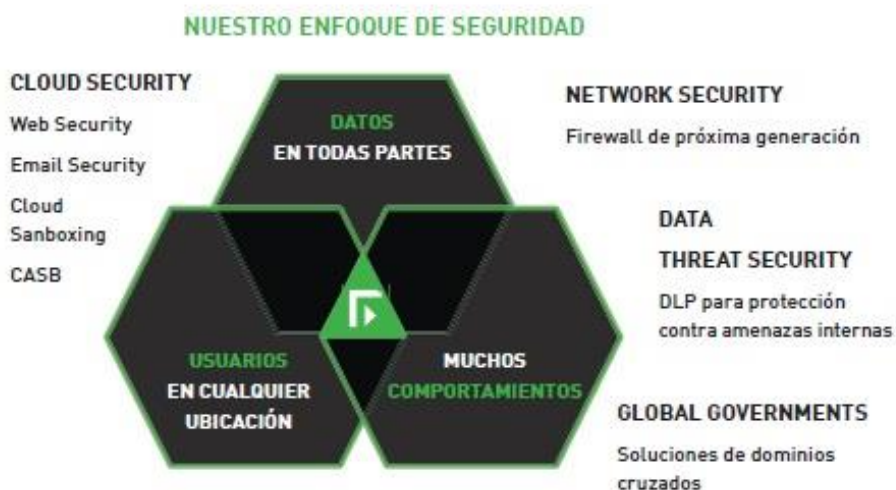 NUESTRO ENFOQUE DE SEGURIDAD
CLOUD SECURITY
Web Security
Email Security
Cloud
Sanboxing
CASB
DATOS
EN TODAS PARTES
USUARIOS
EN CUALQUIER
UBICACIÓN
MUCHOS
COMPORTAMIENTOS
NETWORK SECURITY
Firewall de próxima generación
DATA
THREAT SECURITY
DLP para protección
contra amenazas internas
GLOBAL GOVERNMENTS
Soluciones de dominios
cruzados